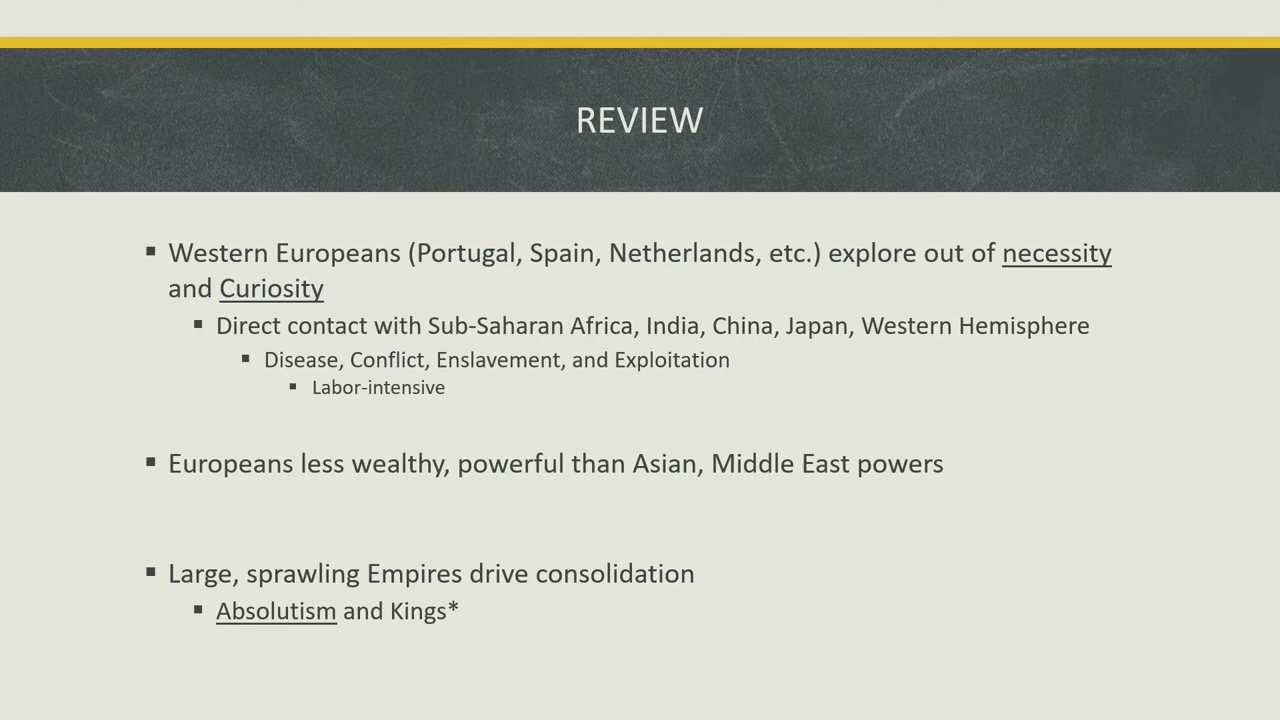 REVIEW
▪ Western Europeans (Portugal, Spain, Netherlands, etc.) explore out of necessity
and Curiosity
▪ Direct contact with Sub-Saharan Africa, India, China, Japan, Western Hemisphere
▪ Disease, Conflict, Enslavement, and Exploitation
▪ Labor-intensive
▪ Europeans less wealthy, powerful than Asian, Middle East powers
▪ Large, sprawling Empires drive consolidation
▪ Absolutism and Kings*